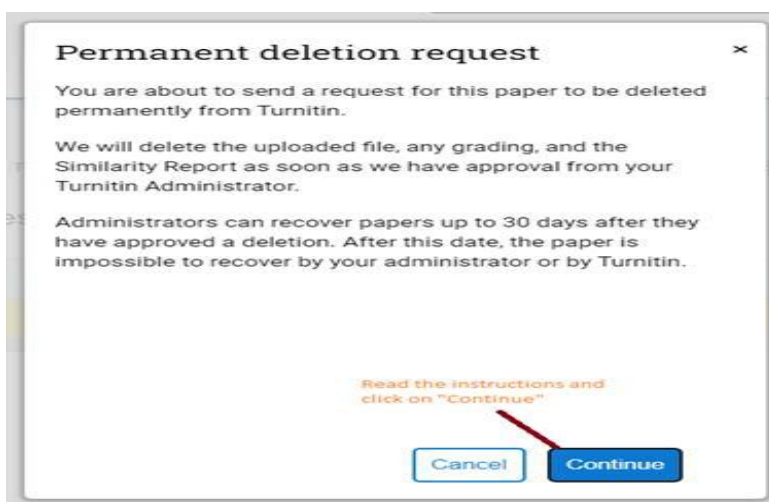 Permanent deletion request
×
You are about to send a request for this paper to be deleted
permanently from Turnitin.
We will delete the uploaded file, any grading, and the
Similarity Report as soon as we have approval from your
Turnitin Administrator.
Administrators can recover papers up to 30 days after they
have approved a deletion. After this date, the paper is
impossible to recover by your administrator or by Turnitin.
Read the instructions and
click on "Continue"
Cancel
Continue